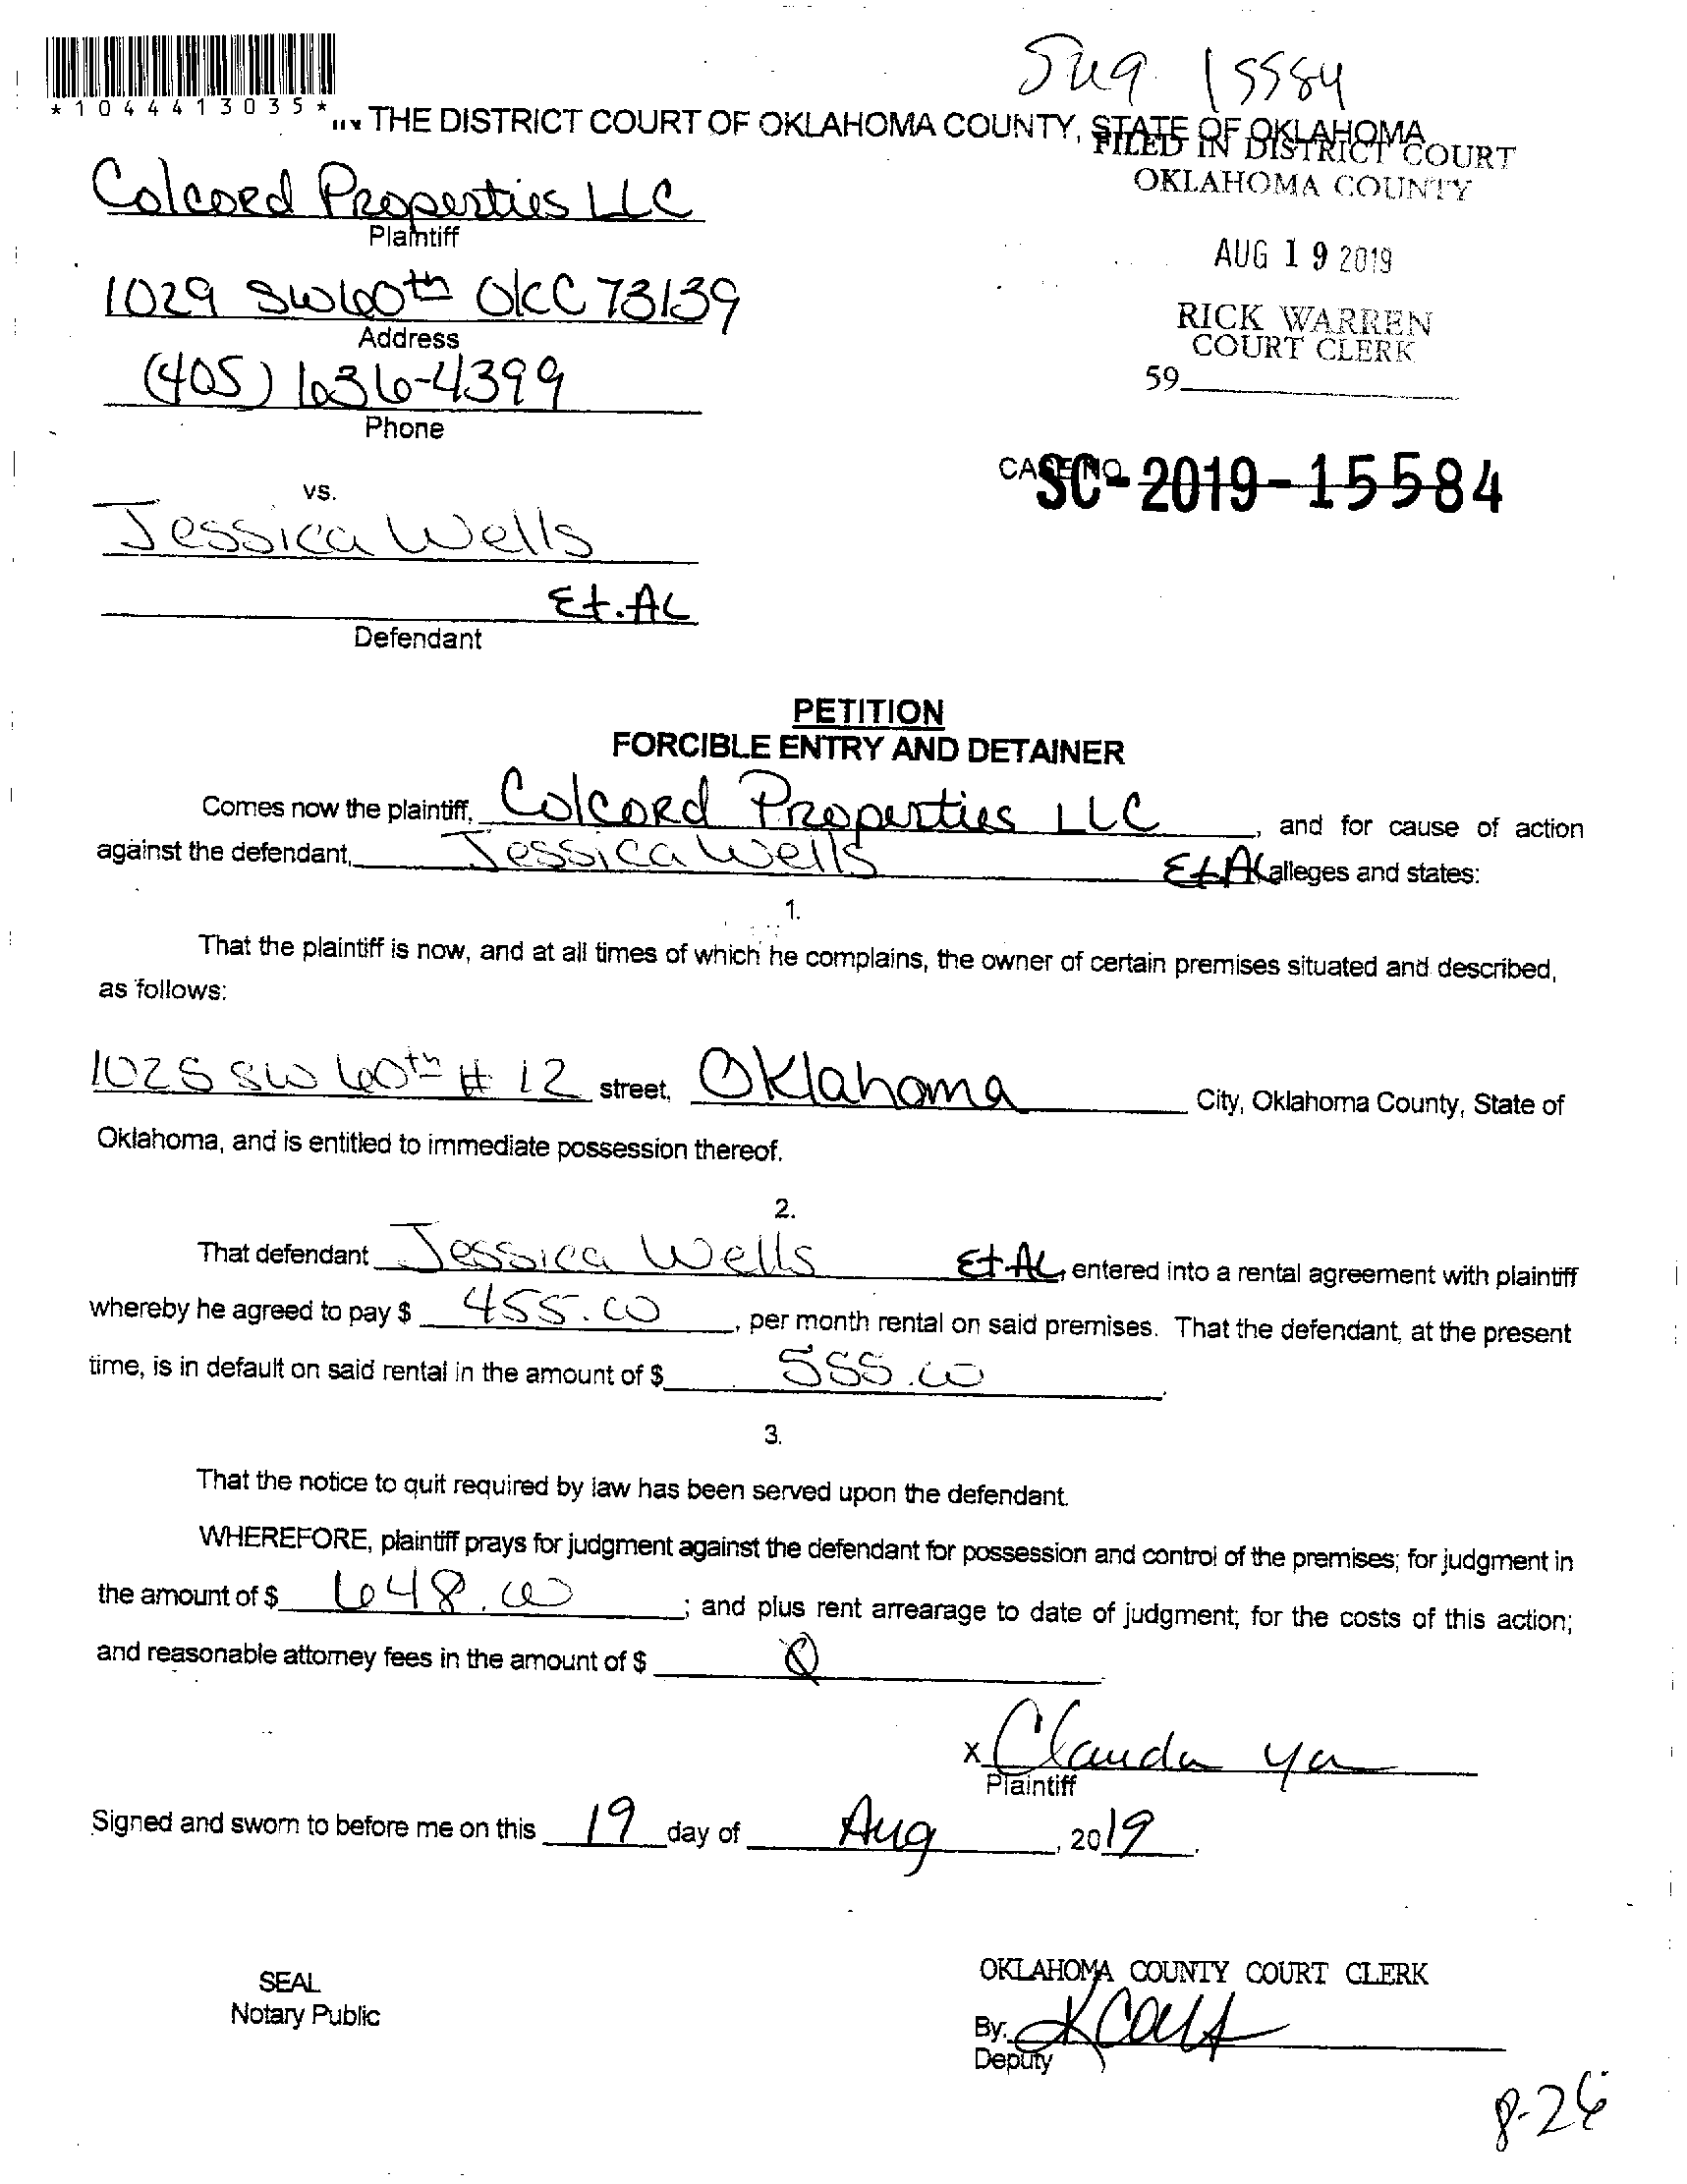 Sug 15584
*1044413035*
IN THE DISTRICT COURT OF OKLAHOMA COUNTY, STATE OF OKLAHOMA
FILED IN DISTRICT COURT
OKLAHOMA COUNTY
Colcord Properties LLC
Plaintiff
AUG 19 2019
1029 SW 60th OKC 73139
Address
RICK WARREN
COURT CLERK
(405) 636-4399
Phone
59
CASE NO. SC-2019-15584
vs.
Jessica Wells
Et. AL
Defendant
PETITION
FORCIBLE ENTRY AND DETAINER
Comes now the plaintiff, Colcord Properties LLC, and for cause of action
against the defendant, Jessica Wells Et AL alleges and states:
1.
That the plaintiff is now, and at all times of which he complains, the owner of certain premises situated and described,
as follows:
1025 SW 60th # 12 street, Oklahoma City, Oklahoma County, State of
Oklahoma, and is entitled to immediate possession thereof.
2.
That defendant Jessica Wells Et AL, entered into a rental agreement with plaintiff
whereby he agreed to pay $ 455.00, per month rental on said premises. That the defendant, at the present
time, is in default on said rental in the amount of $ 555.00.
3.
That the notice to quit required by law has been served upon the defendant.
WHEREFORE, plaintiff prays for judgment against the defendant for possession and control of the premises; for judgment in
the amount of $ 648.00; and plus rent arrearage to date of judgment; for the costs of this action;
and reasonable attorney fees in the amount of $ 0
x Claudia
Plaintiff
Signed and sworn to before me on this 19 day of Aug, 2019.
SEAL
Notary Public
OKLAHOMA COUNTY COURT CLERK
By:
Deputy
8-26